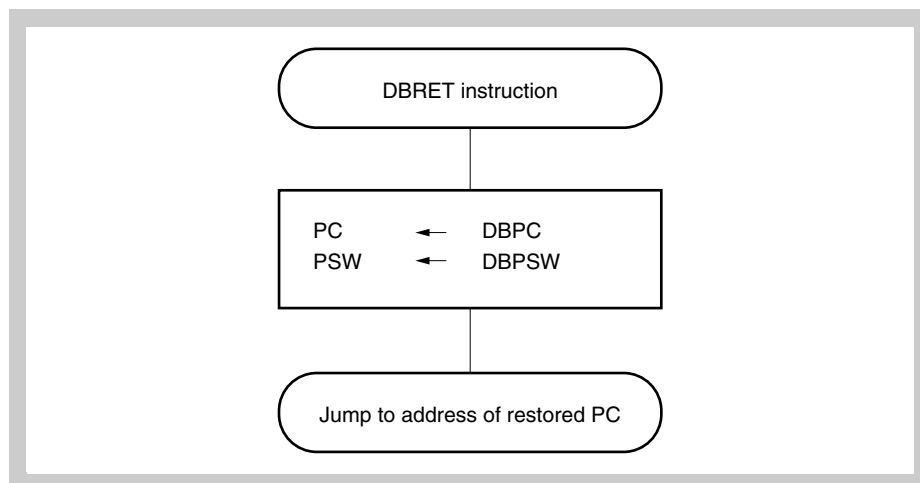 DBRET instruction
PC ← DBPC
PSW ← DBPSW
Jump to address of restored PC